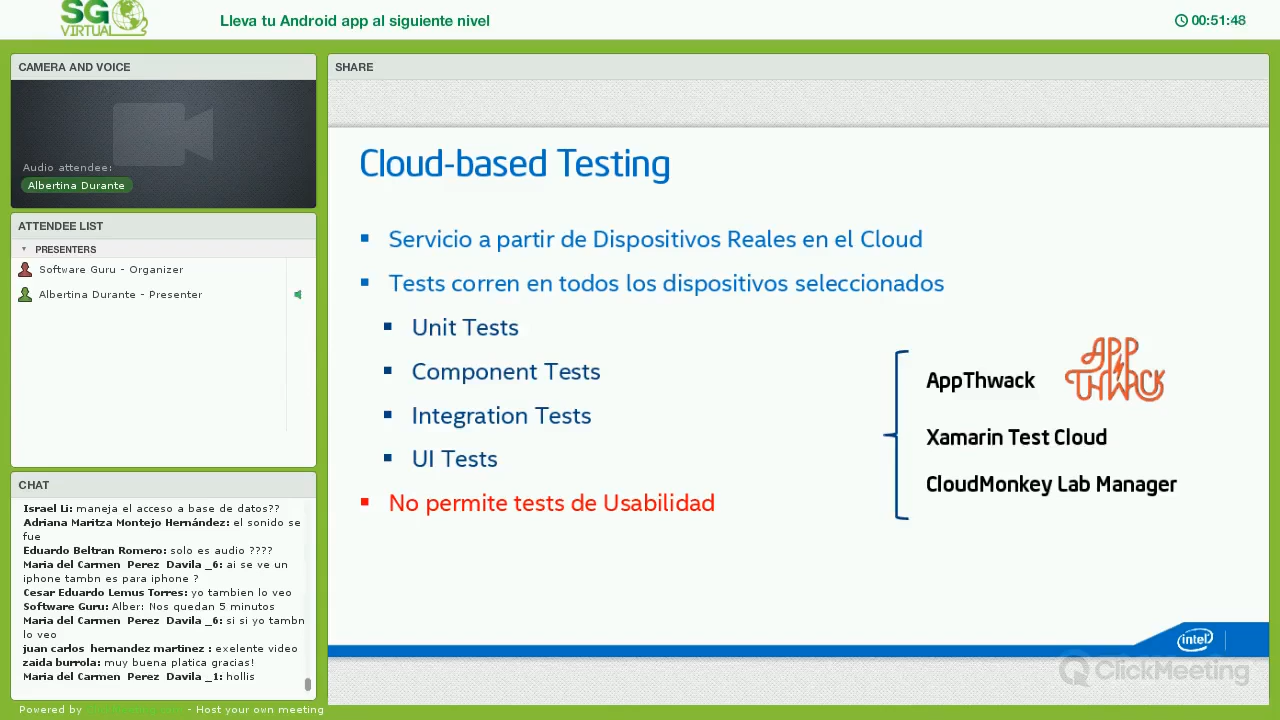 SG
VIRTUAL
Lleva tu Android app al siguiente nivel
00:51:48
CAMERA AND VOICE
Audio attendee:
Albertina Durante
ATTENDEE LIST
PRESENTERS
Software Guru - Organizer
Albertina Durante - Presenter
CHAT
Israel Li: maneja el acceso a base de datos??
Adriana Maritza Montejo Hernández: el sonido se
fue
Eduardo Beltran Romero: solo es audio ????
Maria del Carmen Perez Davila _6: ai se ve un
iphone tambn es para iphone ?
Cesar Eduardo Lemus Torres: yo tambien lo veo
Software Guru: Alber: Nos quedan 5 minutos
Maria del Carmen Perez Davila _6: si si yo tambn
lo veo
juan carlos hernandez martinez : exelente video
zaida burrola: muy buena platica gracias!
Maria del Carmen Perez Davila _1: hollis
Powered by - Host your own meeting
SHARE
Cloud-based Testing
Servicio a partir de Dispositivos Reales en el Cloud
Tests corren en todos los dispositivos seleccionados
Unit Tests
Component Tests
Integration Tests
UI Tests
No permite tests de Usabilidad
AppThwack
APP
THWACK
Xamarin Test Cloud
CloudMonkey Lab Manager
intel
ClickMeeting